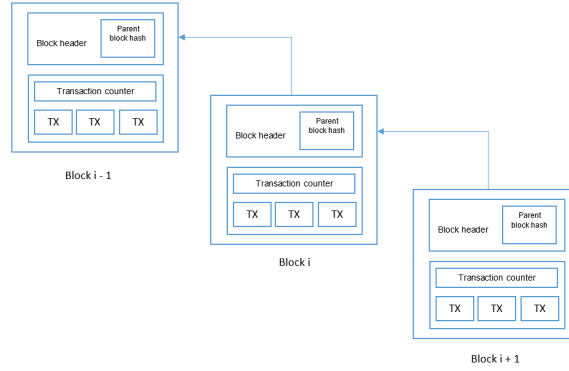 Block header
Parent
block hash
Transaction counter
TX TX TX
Block i - 1
Block header
Parent
block hash
Transaction counter
TX TX TX
Block i
Block header
Parent
block hash
Transaction counter
TX TX TX
Block i + 1